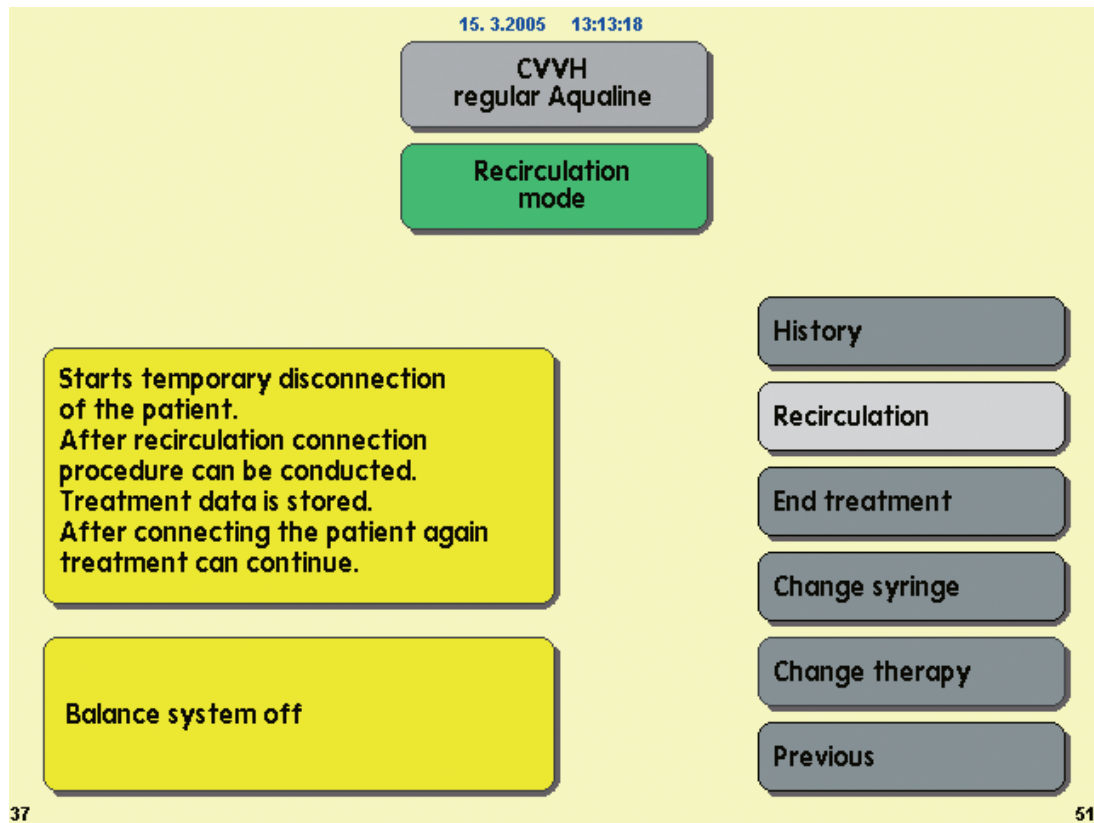 15. 3.2005 13:13:18
CVVH
regular Aqualine
Recirculation
mode
History
Recirculation
End treatment
Change syringe
Change therapy
Previous
Starts temporary disconnection
of the patient.
After recirculation connection
procedure can be conducted.
Treatment data is stored.
After connecting the patient again
treatment can continue.
Balance system off
37
51